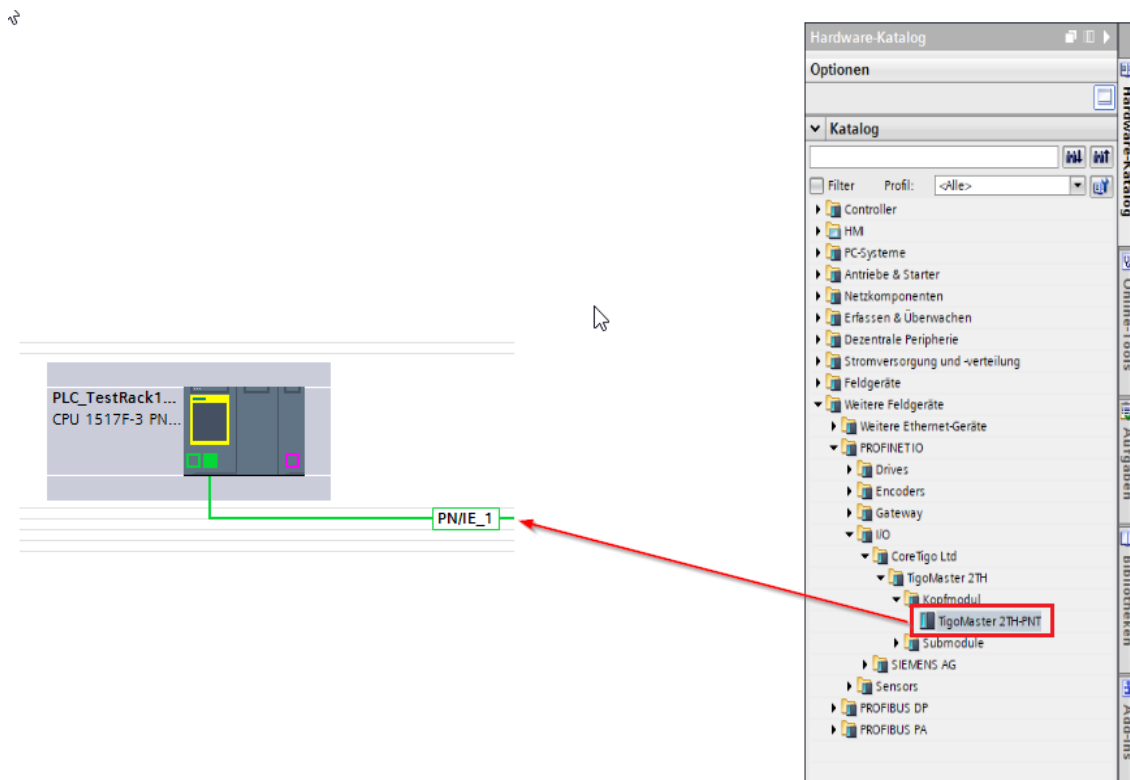 Hardware-Katalog
Optionen
Katalog
Filter Profil: <Alle>
Controller
HMI
PC-Systeme
Antriebe & Starter
Netzkomponenten
Erfassen & Überwachen
Dezentrale Peripherie
Stromversorgung und -verteilung
Feldgeräte
Weitere Feldgeräte
Weitere Ethernet-Geräte
PROFINET IO
Drives
Encoders
Gateway
I/O
CoreTigo Ltd
TigoMaster 2TH
Kopfmodul
TigoMaster 2TH-PNT
Submodule
SIEMENS AG
Sensors
PROFIBUS DP
PROFIBUS PA
Hardware-Katalog
Online-Tools
Aufgaben
Bibliotheken
Add-Ins
PLC_TestRack1...
CPU 1517F-3 PN...
PN/IE_1